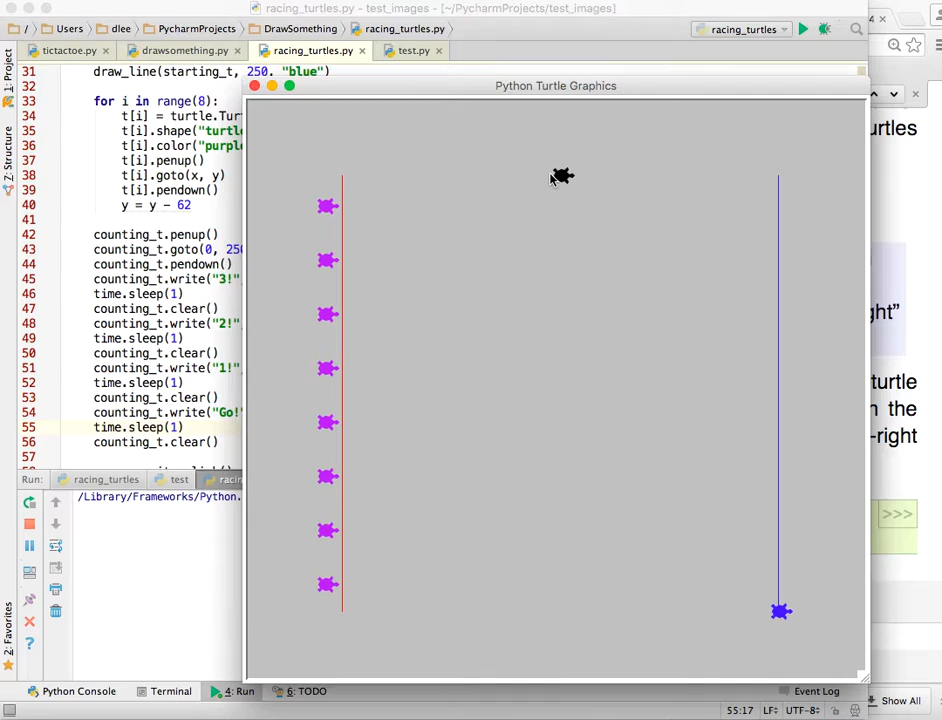 racing_turtles.py - test_images - [~/PycharmProjects/test_images]
/ Users dlee PycharmProjects DrawSomething racing_turtles.py racing_turtles
tictactoe.py drawsomething.py racing_turtles.py test.py
1: Project
7: Structure
2: Favorites
31 draw_line(starting_t, 250, "blue")
32
33 for i in range(8):
34 t[i] = turtle.Tur
35 t[i].shape("turtl
36 t[i].color("purpl
37 t[i].penup()
38 t[i].goto(x, y)
39 t[i].pendown()
40 y = y - 62
41
42 counting_t.penup()
43 counting_t.goto(0, 250
44 counting_t.pendown()
45 counting_t.write("3!"
46 time.sleep(1)
47 counting_t.clear()
48 counting_t.write("2!"
49 time.sleep(1)
50 counting_t.clear()
51 counting_t.write("1!"
52 time.sleep(1)
53 counting_t.clear()
54 counting_t.write("Go!"
55 time.sleep(1)
56 counting_t.clear()
57
Python Turtle Graphics
urtles
ght”
turtle
n the
-right
>>>
Run: racing_turtles test racin
/Library/Frameworks/Python.
Python Console Terminal 4: Run 6: TODO Event Log
55:17 LF÷ UTF-8÷
Show All